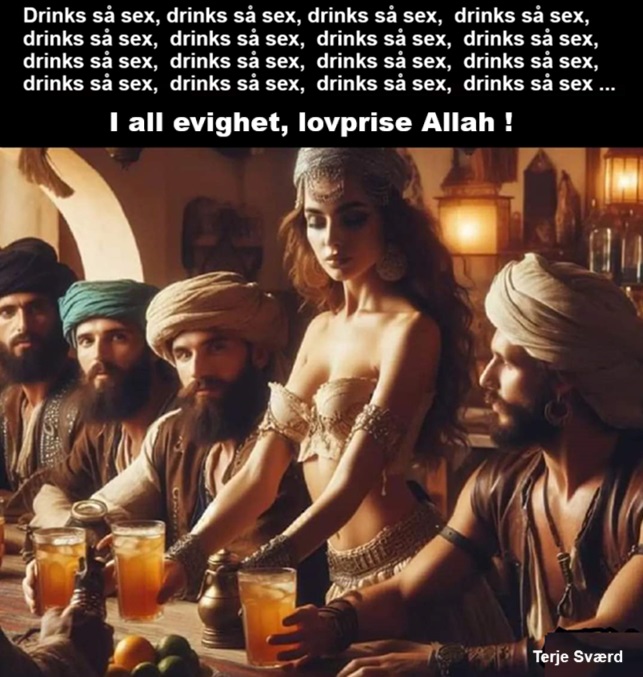 Drinks så sex, drinks så sex, drinks så sex, drinks så sex,
drinks så sex, drinks så sex, drinks så sex, drinks så sex,
drinks så sex, drinks så sex, drinks så sex, drinks så sex,
drinks så sex, drinks så sex, drinks så sex, drinks så sex ...
I all evighet, lovprise Allah !
Terje Sværd